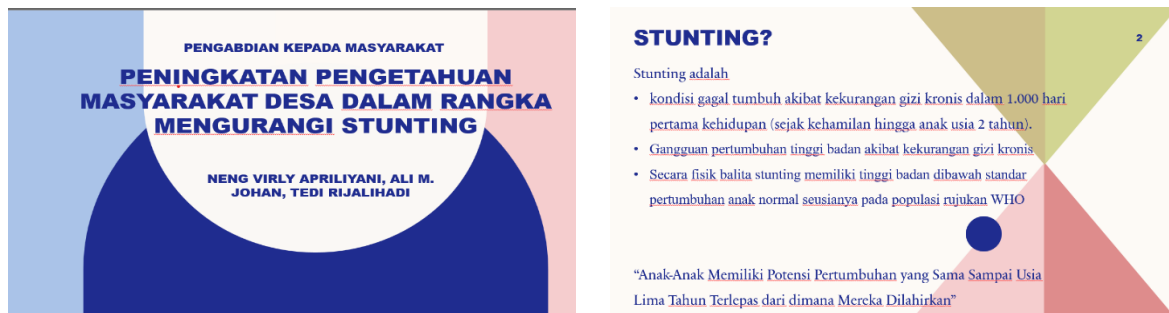 PENGABDIAN KEPADA MASYARAKAT
PENINGKATAN PENGETAHUAN
MASYARAKAT DESA DALAM RANGKA
MENGURANGI STUNTING
NENG VIRLY APRILIYANI, ALI M.
JOHAN, TEDI RIJALIHADI
STUNTING?
2
Stunting adalah
• kondisi gagal tumbuh akibat kekurangan gizi kronis dalam 1.000 hari
pertama kehidupan (sejak kehamilan hingga anak usia 2 tahun).
• Gangguan pertumbuhan tinggi badan akibat kekurangan gizi kronis
• Secara fisik balita stunting memiliki tinggi badan dibawah standar
pertumbuhan anak normal seusianya pada populasi rujukan WHO
“Anak-Anak Memiliki Potensi Pertumbuhan yang Sama Sampai Usia
Lima Tahun Terlepas dari dimana Mereka Dilahirkan”